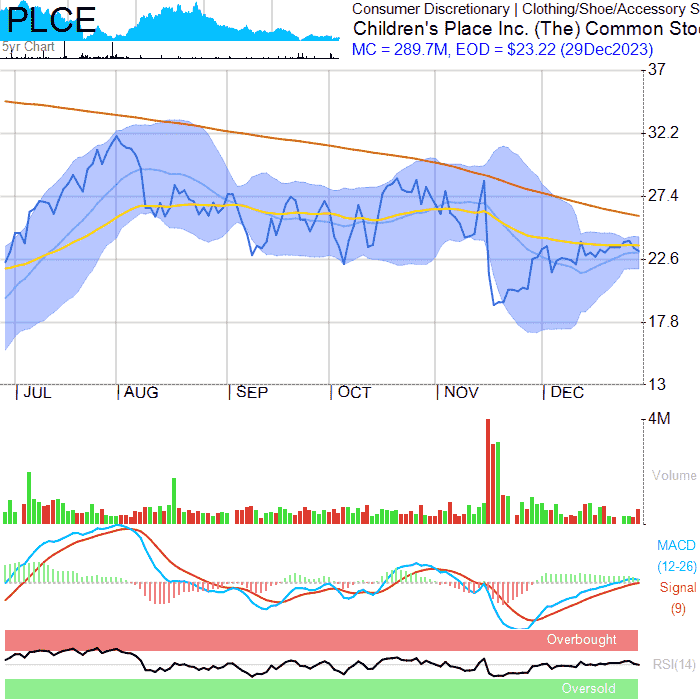 PLCE
5yr Chart
Consumer Discretionary | Clothing/Shoe/Accessory S
Children's Place Inc. (The) Common Sto
MC = 289.7M, EOD = $23.22 (29Dec2023)
37
32.2
27.4
22.6
17.8
13
JUL AUG SEP OCT NOV DEC
4M
Volume
MACD
(12-26)
Signal
(9)
Overbought
RSI(14)
Oversold